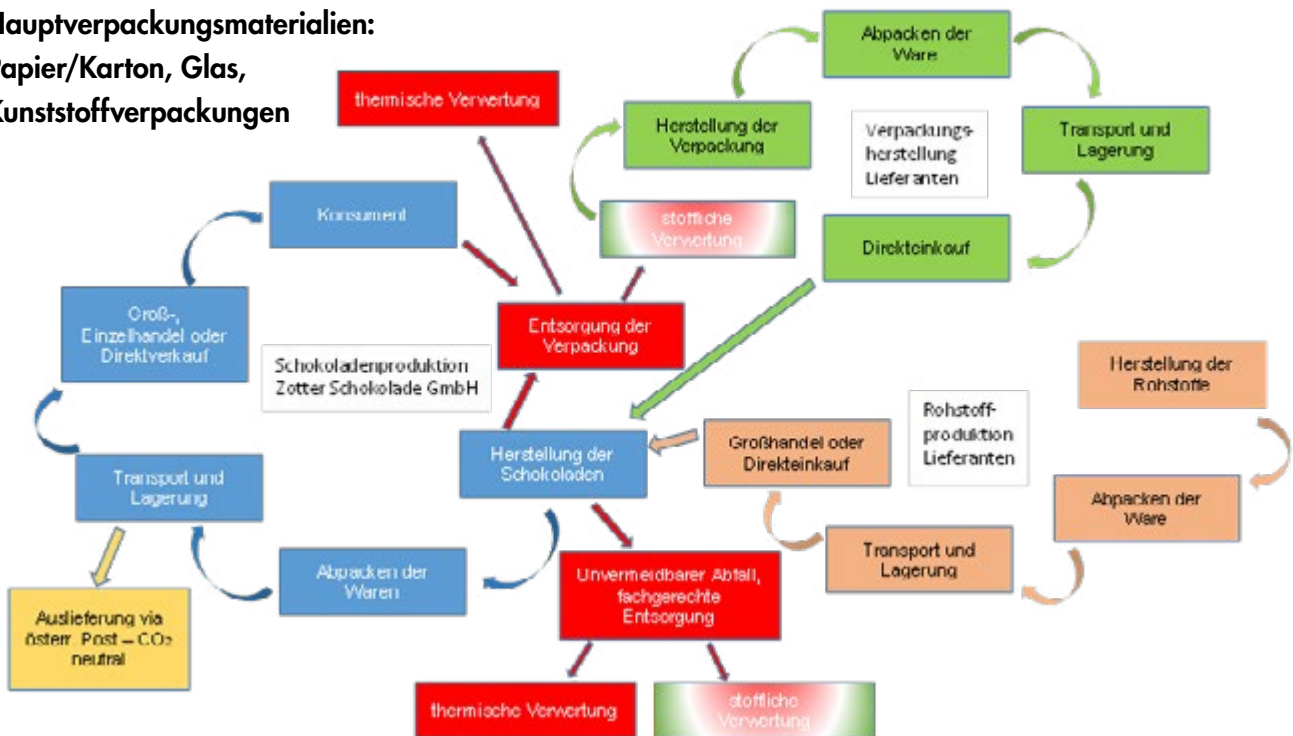 Hauptverpackungsmaterialien:
Papier/Karton, Glas,
Kunststoffverpackungen
thermische Verwertung
Abpacken der
Ware
Herstellung der
Verpackung
Verpackungs-
herstellung
Lieferanten
Transport und
Lagerung
Konsument
stoffliche
Verwertung
Direkteinkauf
Groß-,
Einzelhandel oder
Direktverkauf
Entsorgung der
Verpackung
Schokoladenproduktion
Zotter Schokolade GmbH
Herstellung der
Rohstoffe
Rohstoff-
produktion
Lieferanten
Großhandel oder
Direkteinkauf
Herstellung der
Schokoladen
Transport und
Lagerung
Abpacken der
Ware
Transport und
Lagerung
Abpacken der
Waren
Unvermeidbarer Abfall,
fachgerechte
Entsorgung
Auslieferung via
österr. Post – CO₂
neutral
thermische Verwertung
stoffliche
Verwertung